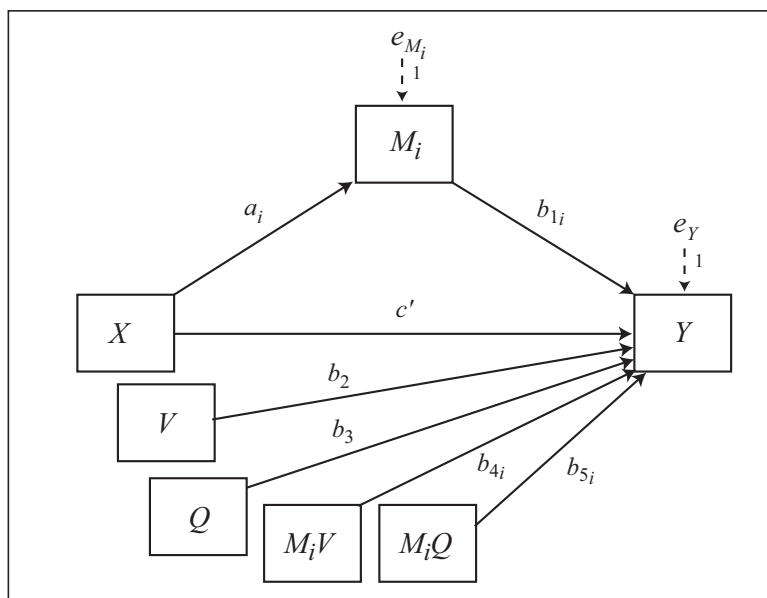 e_{M_i}
1
M_i
a_i
b_{1_i}
e_Y
1
X
c'
Y
b_2
V
b_3
Q
b_{4_i}
b_{5_i}
M_iV
M_iQ